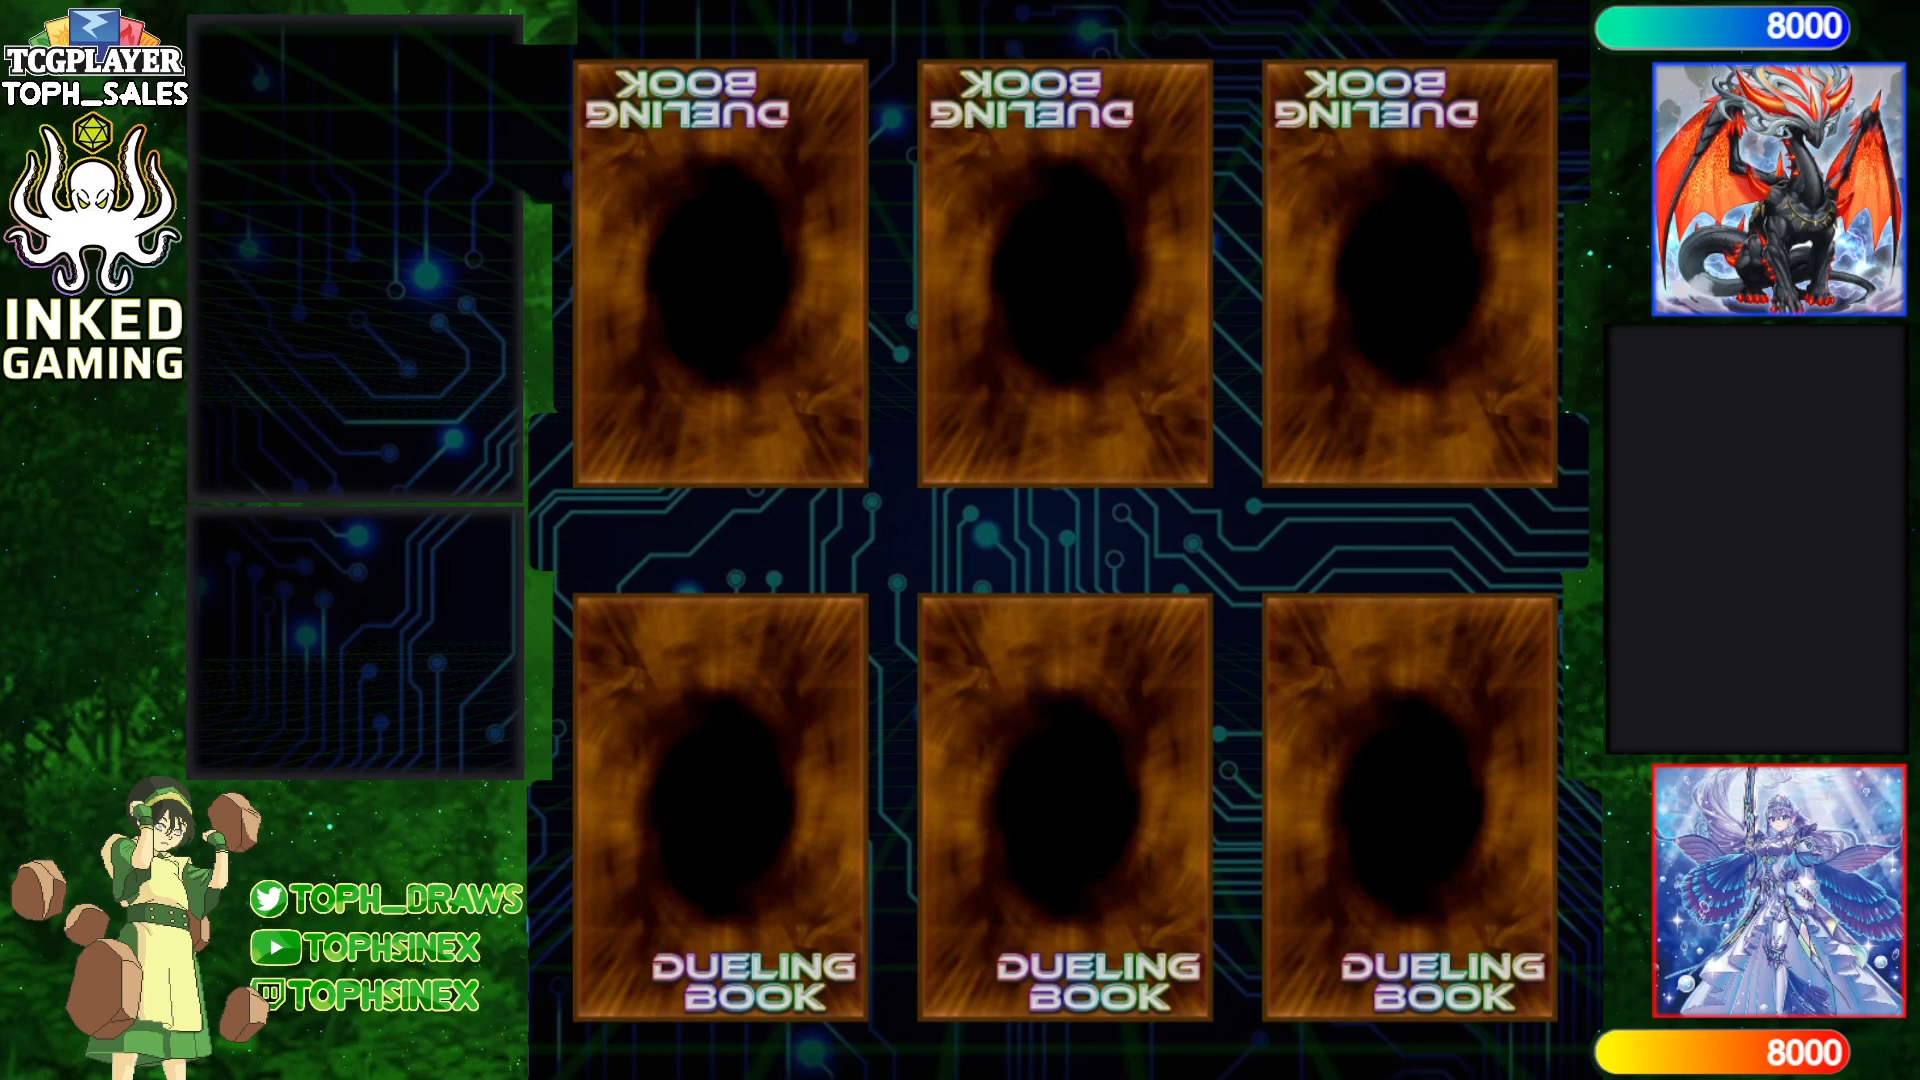 TCGPLAYER
TOPH_SALES
INKED
GAMING
8000
DUELING
BOOK
DUELING
BOOK
DUELING
BOOK
DUELING
BOOK
DUELING
BOOK
DUELING
BOOK
TOPH_DRAWS
TOPHSINEX
TOPHSINEX
8000